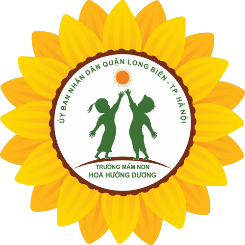 ỦY BAN NHÂN DÂN QUẬN LONG BIÊN - TP. HÀ NỘI
TRƯỜNG MẦM NON
HOA HƯỚNG DƯƠNG